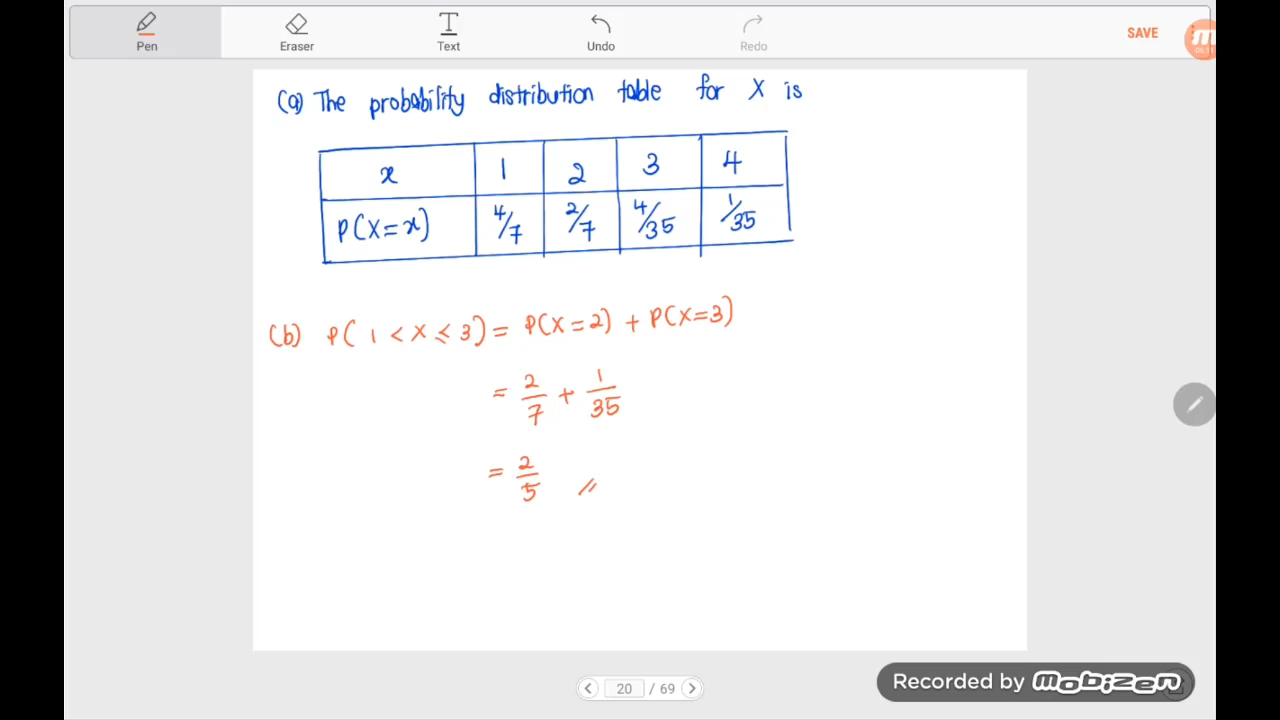 Pen Eraser Text Undo Redo SAVE
(a) The probability distribution table for X is
x 1 2 3 4
P(X=x) 4/7 2/7 4/35 1/35
(b) P(1 < X ≤ 3) = P(X=2) + P(X=3)
= 2/7 + 1/35
= 2/5 //
20 / 69
Recorded by mobizen